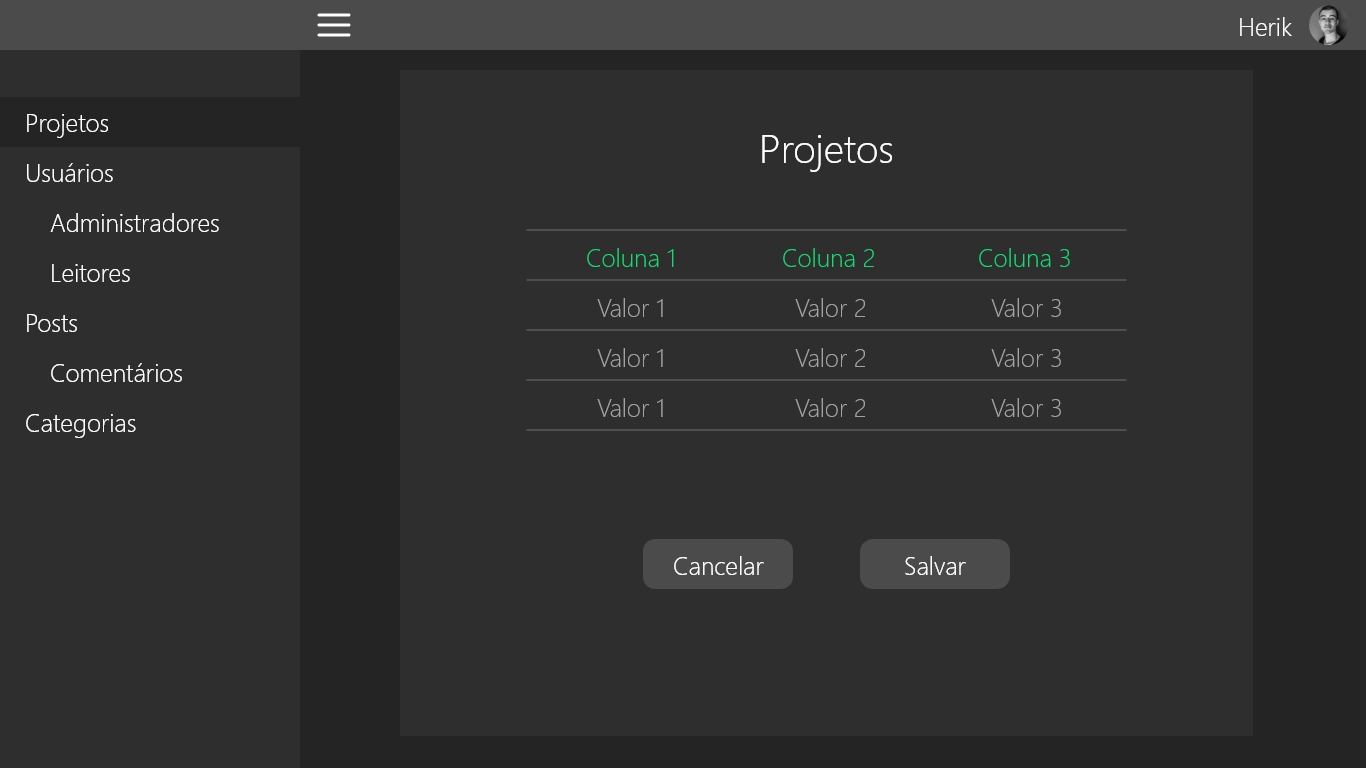 Herik
Projetos
Usuários
Administradores
Leitores
Posts
Comentários
Categorias
Projetos
Coluna 1 Coluna 2 Coluna 3
Valor 1 Valor 2 Valor 3
Valor 1 Valor 2 Valor 3
Valor 1 Valor 2 Valor 3
Cancelar Salvar